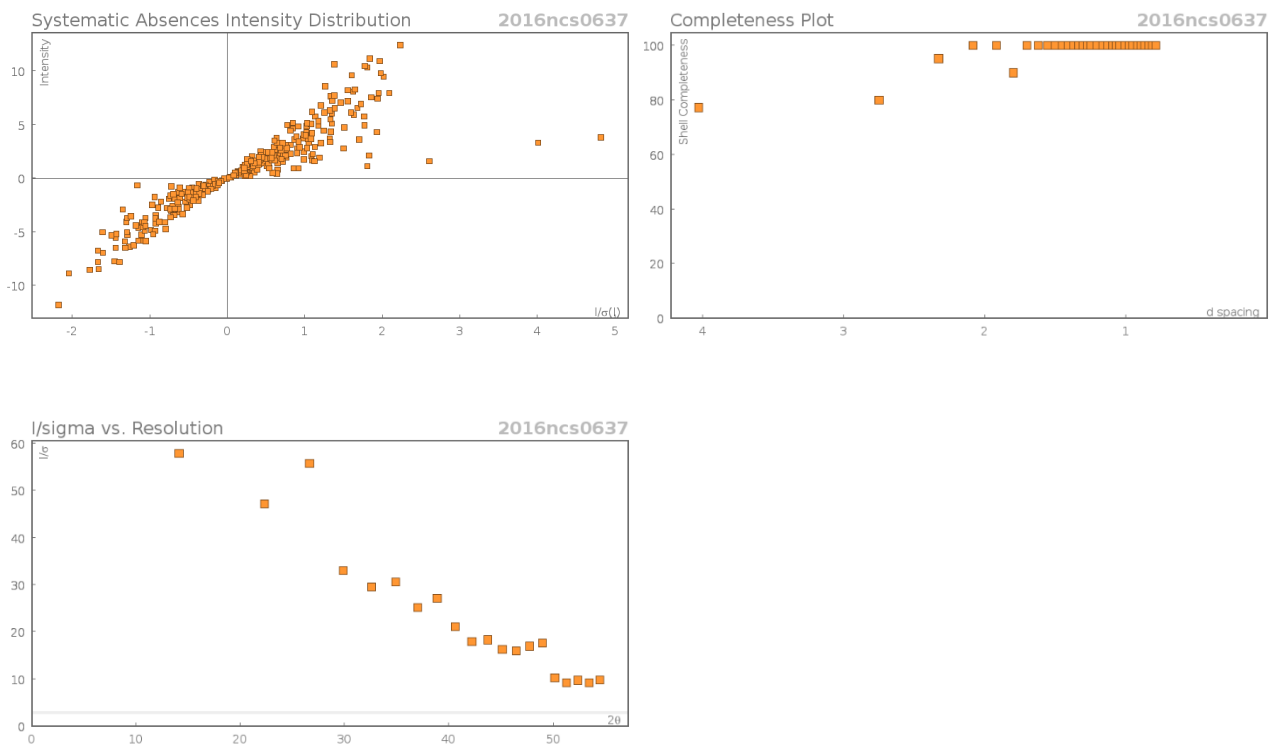 Systematic Absences Intensity Distribution 2016ncs0637
Intensity
10
5
0
-5
-10
I/σ(I)
-2 -1 0 1 2 3 4 5
Completeness Plot 2016ncs0637
Shell Completeness
100
80
60
40
20
0
d spacing
4 3 2 1
I/sigma vs. Resolution 2016ncs0637
I/σ
60
50
40
30
20
10
0
2θ
0 10 20 30 40 50